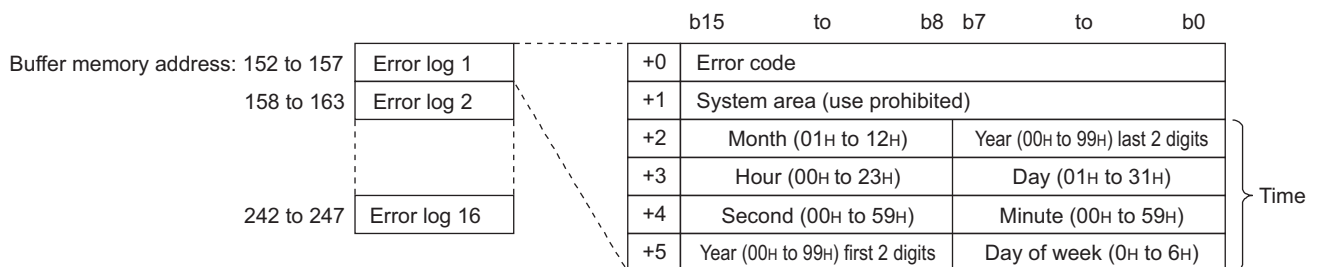 b15 to b8 b7 to b0
Buffer memory address: 152 to 157 Error log 1 +0 Error code
158 to 163 Error log 2 +1 System area (use prohibited)
+2 Month (01H to 12H) Year (00H to 99H) last 2 digits
+3 Hour (00H to 23H) Day (01H to 31H)
Time
242 to 247 Error log 16 +4 Second (00H to 59H) Minute (00H to 59H)
+5 Year (00H to 99H) first 2 digits Day of week (0H to 6H)